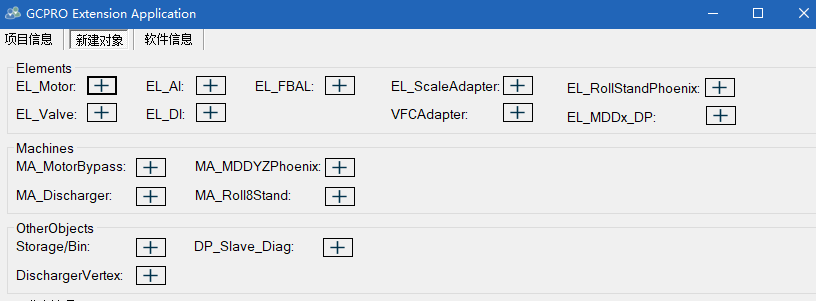 GCPRO Extension Application
项目信息 新建对象 软件信息
Elements
EL_Motor: EL_AI: EL_FBAL: EL_ScaleAdapter: EL_RollStandPhoenix:
EL_Valve: EL_DI: VFCAdapter: EL_MDDx_DP:
Machines
MA_MotorBypass: MA_MDDYZPhoenix:
MA_Discharger: MA_Roll8Stand:
OtherObjects
Storage/Bin: DP_Slave_Diag:
DischargerVertex: